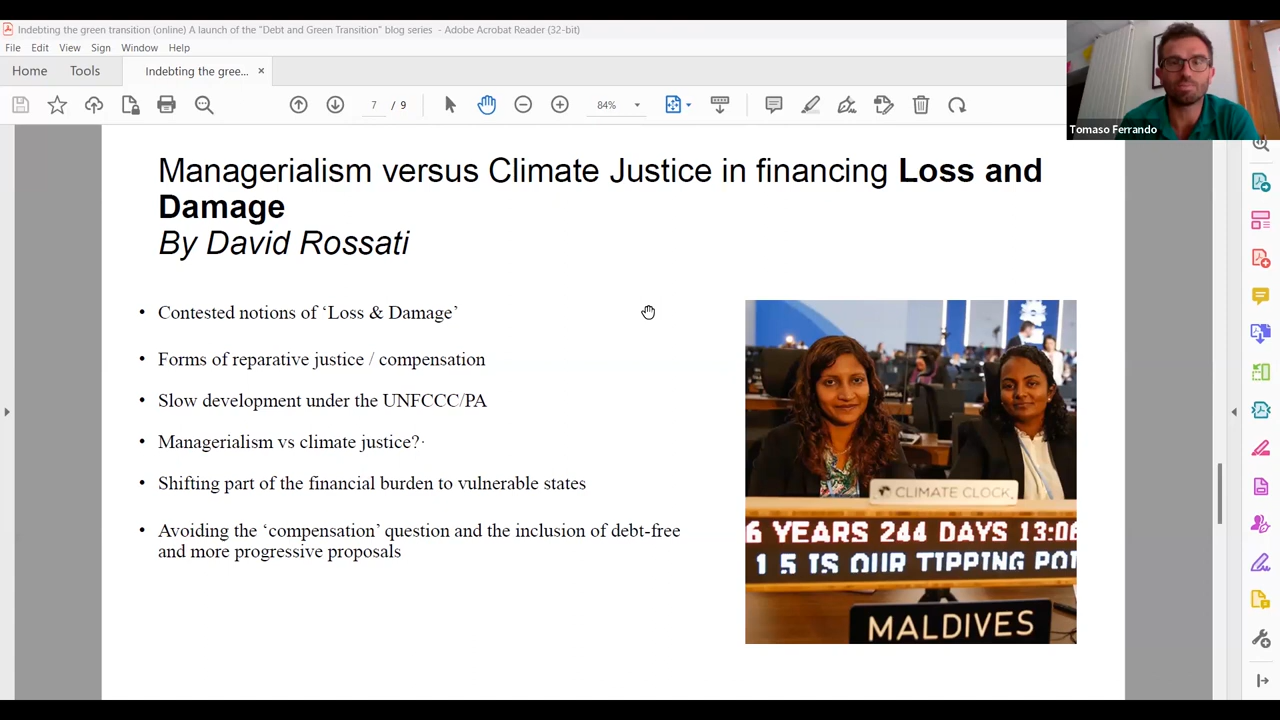 Indebting the green transition (online) A launch of the "Debt and Green Transition" blog series - Adobe Acrobat Reader (32-bit)
File Edit View Sign Window Help
Home Tools Indebting the gree... ×
7 / 9 84%
Tomaso Ferrando
Managerialism versus Climate Justice in financing Loss and
Damage
By David Rossati
• Contested notions of ‘Loss & Damage’
• Forms of reparative justice / compensation
• Slow development under the UNFCCC/PA
• Managerialism vs climate justice?·
• Shifting part of the financial burden to vulnerable states
• Avoiding the ‘compensation’ question and the inclusion of debt-free
and more progressive proposals
CLIMATE CLOCK
6 YEARS 244 DAYS 13:06
1 5 IS OUR TIPPING POI
MALDIVES